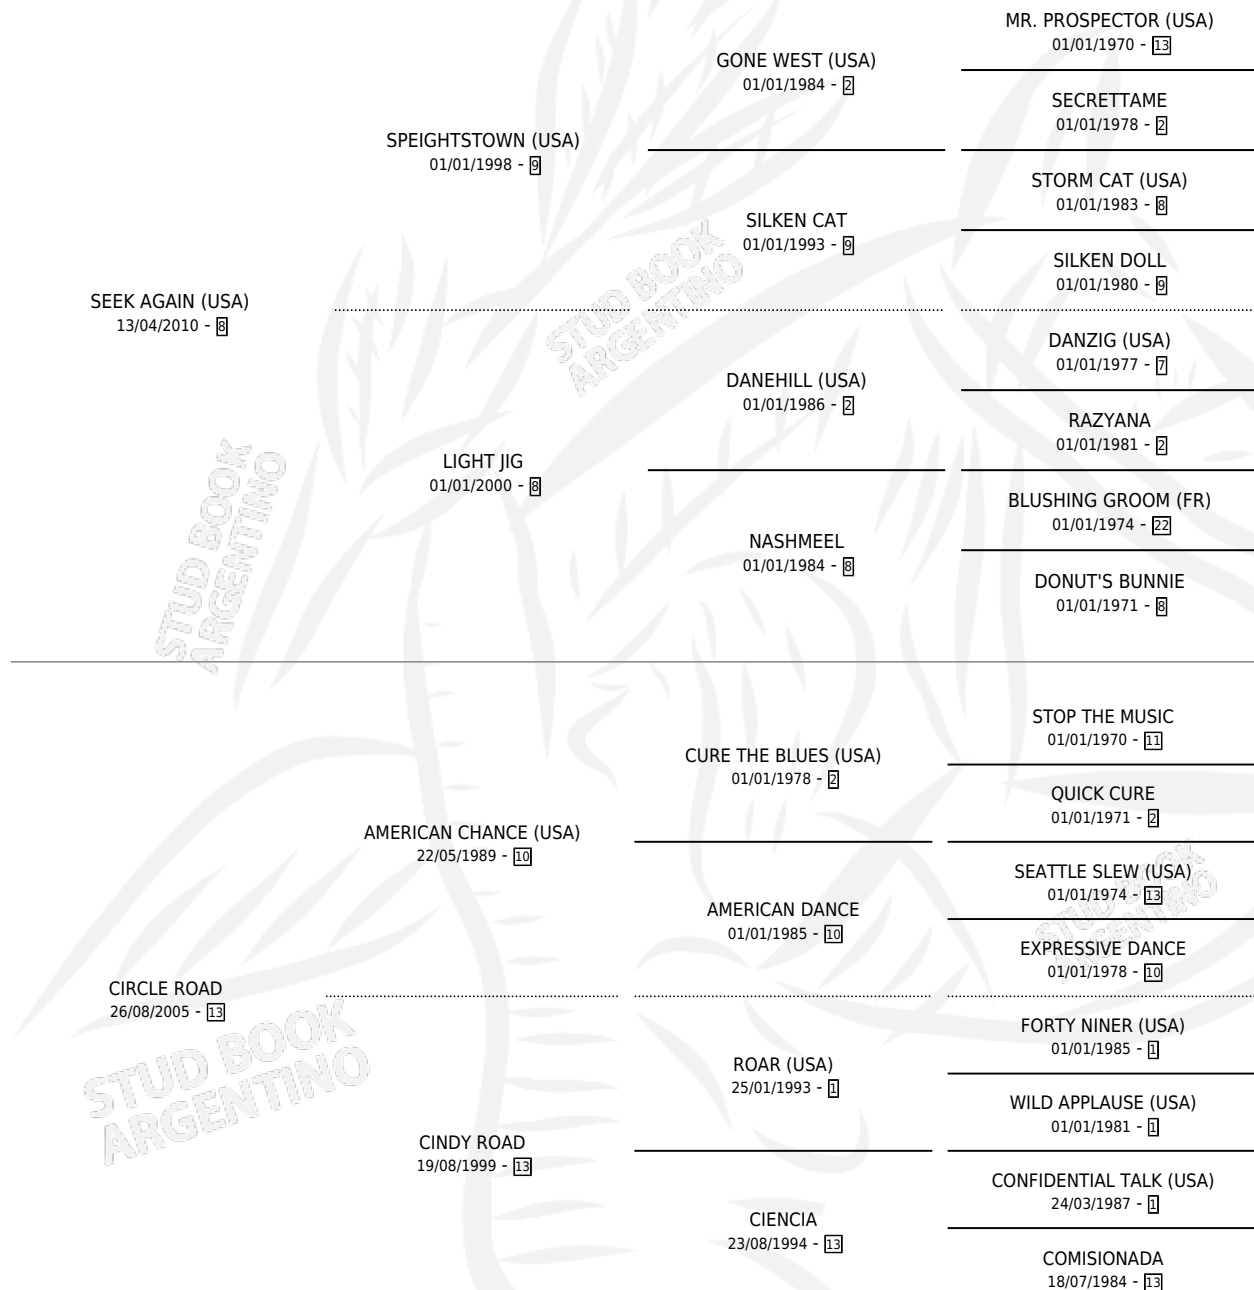 MR. PROSPECTOR (USA)
01/01/1970 - 13
GONE WEST (USA)
01/01/1984 - 2
SECRETTAME
01/01/1978 - 2
SPEIGHTSTOWN (USA)
01/01/1998 - 9
STORM CAT (USA)
01/01/1983 - 8
SILKEN CAT
01/01/1993 - 9
SILKEN DOLL
01/01/1980 - 9
SEEK AGAIN (USA)
13/04/2010 - 8
DANZIG (USA)
01/01/1977 - 7
DANEHILL (USA)
01/01/1986 - 2
RAZYANA
01/01/1981 - 2
LIGHT JIG
01/01/2000 - 8
BLUSHING GROOM (FR)
01/01/1974 - 22
NASHMEEL
01/01/1984 - 8
DONUT'S BUNNIE
01/01/1971 - 8
STOP THE MUSIC
01/01/1970 - 11
CURE THE BLUES (USA)
01/01/1978 - 2
QUICK CURE
01/01/1971 - 2
AMERICAN CHANCE (USA)
22/05/1989 - 10
SEATTLE SLEW (USA)
01/01/1974 - 13
AMERICAN DANCE
01/01/1985 - 10
EXPRESSIVE DANCE
01/01/1978 - 10
CIRCLE ROAD
26/08/2005 - 13
FORTY NINER (USA)
01/01/1985 - 1
ROAR (USA)
25/01/1993 - 1
WILD APPLAUSE (USA)
01/01/1981 - 1
CINDY ROAD
19/08/1999 - 13
CONFIDENTIAL TALK (USA)
24/03/1987 - 1
CIENCIA
23/08/1994 - 13
COMISIONADA
18/07/1984 - 13
STUD BOOK
ARGENTINO
STUD BOOK
ARGENTINO
STUD BOOK
ARGENTINO
STUD BOOK
ARGENTINO